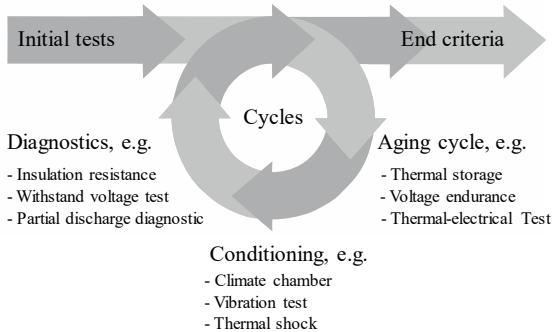 Initial tests
End criteria
Cycles
Diagnostics, e.g.
- Insulation resistance
- Withstand voltage test
- Partial discharge diagnostic
Aging cycle, e.g.
- Thermal storage
- Voltage endurance
- Thermal-electrical Test
Conditioning, e.g.
- Climate chamber
- Vibration test
- Thermal shock